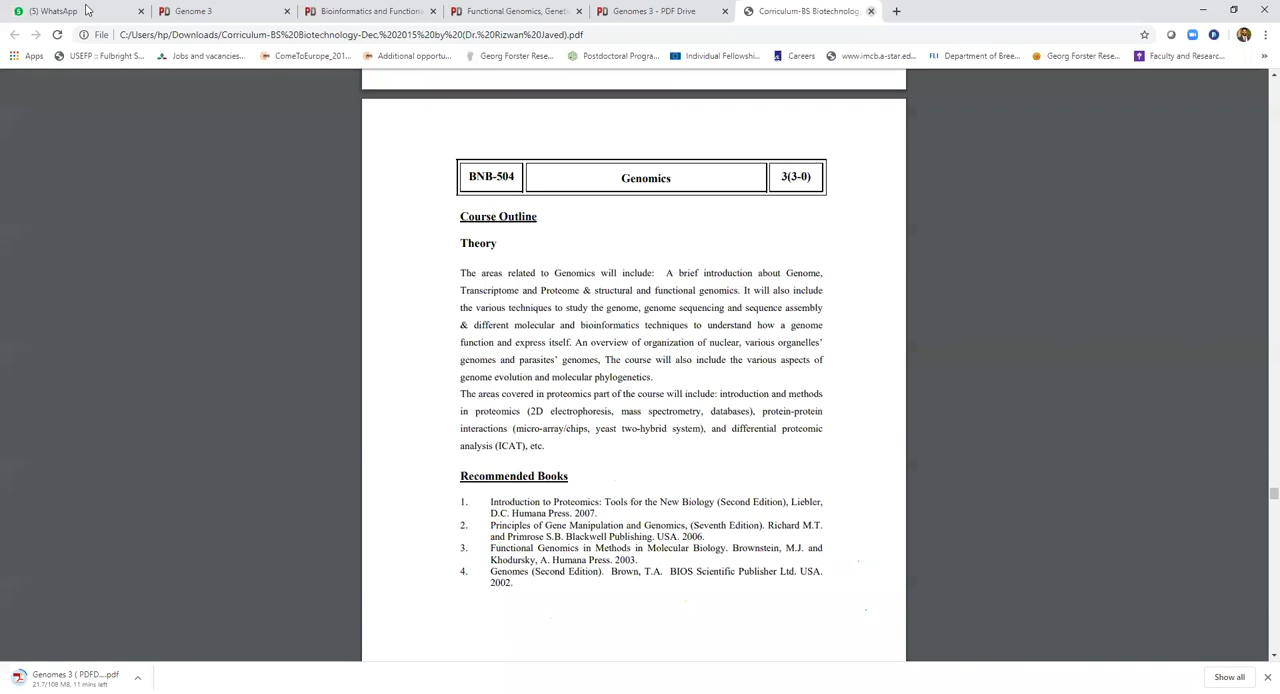 (5) WhatsApp
Genome 3
Bioinformatics and Function
Functional Genomics, Geneti
Genomes 3 - PDF Drive
Corriculum-BS Biotechnolog
File
C:/Users/hp/Downloads/Corriculum-BS%20Biotechnology-Dec.%202015%20by%20(Dr.%20Rizwan%20Javed).pdf
Apps
USEFP :: Fulbright S...
Jobs and vacancies...
ComeToEurope_201...
Additional opportu...
Georg Forster Rese...
Postdoctoral Progra...
Individual Fellowshi...
Careers
www.imcb.a-star.ed...
FLI Department of Bree...
Georg Forster Rese...
Faculty and Researc...
BNB-504
Genomics
3(3-0)
Course Outline
Theory
The areas related to Genomics will include: A brief introduction about Genome,
Transcriptome and Proteome & structural and functional genomics. It will also include
the various techniques to study the genome, genome sequencing and sequence assembly
& different molecular and bioinformatics techniques to understand how a genome
function and express itself. An overview of organization of nuclear, various organelles'
genomes and parasites' genomes, The course will also include the various aspects of
genome evolution and molecular phylogenetics.
The areas covered in proteomics part of the course will include: introduction and methods
in proteomics (2D electrophoresis, mass spectrometry, databases), protein-protein
interactions (micro-array/chips, yeast two-hybrid system), and differential proteomic
analysis (ICAT), etc.
Recommended Books
1. Introduction to Proteomics: Tools for the New Biology (Second Edition), Liebler,
D.C. Humana Press. 2007.
2. Principles of Gene Manipulation and Genomics, (Seventh Edition). Richard M.T.
and Primrose S.B. Blackwell Publishing. USA. 2006.
3. Functional Genomics in Methods in Molecular Biology. Brownstein, M.J. and
Khodursky, A. Humana Press. 2003.
4. Genomes (Second Edition). Brown, T.A. BIOS Scientific Publisher Ltd. USA.
2002.
Genomes 3 ( PDFD....pdf
21.7/108 MB, 11 mins left
Show all